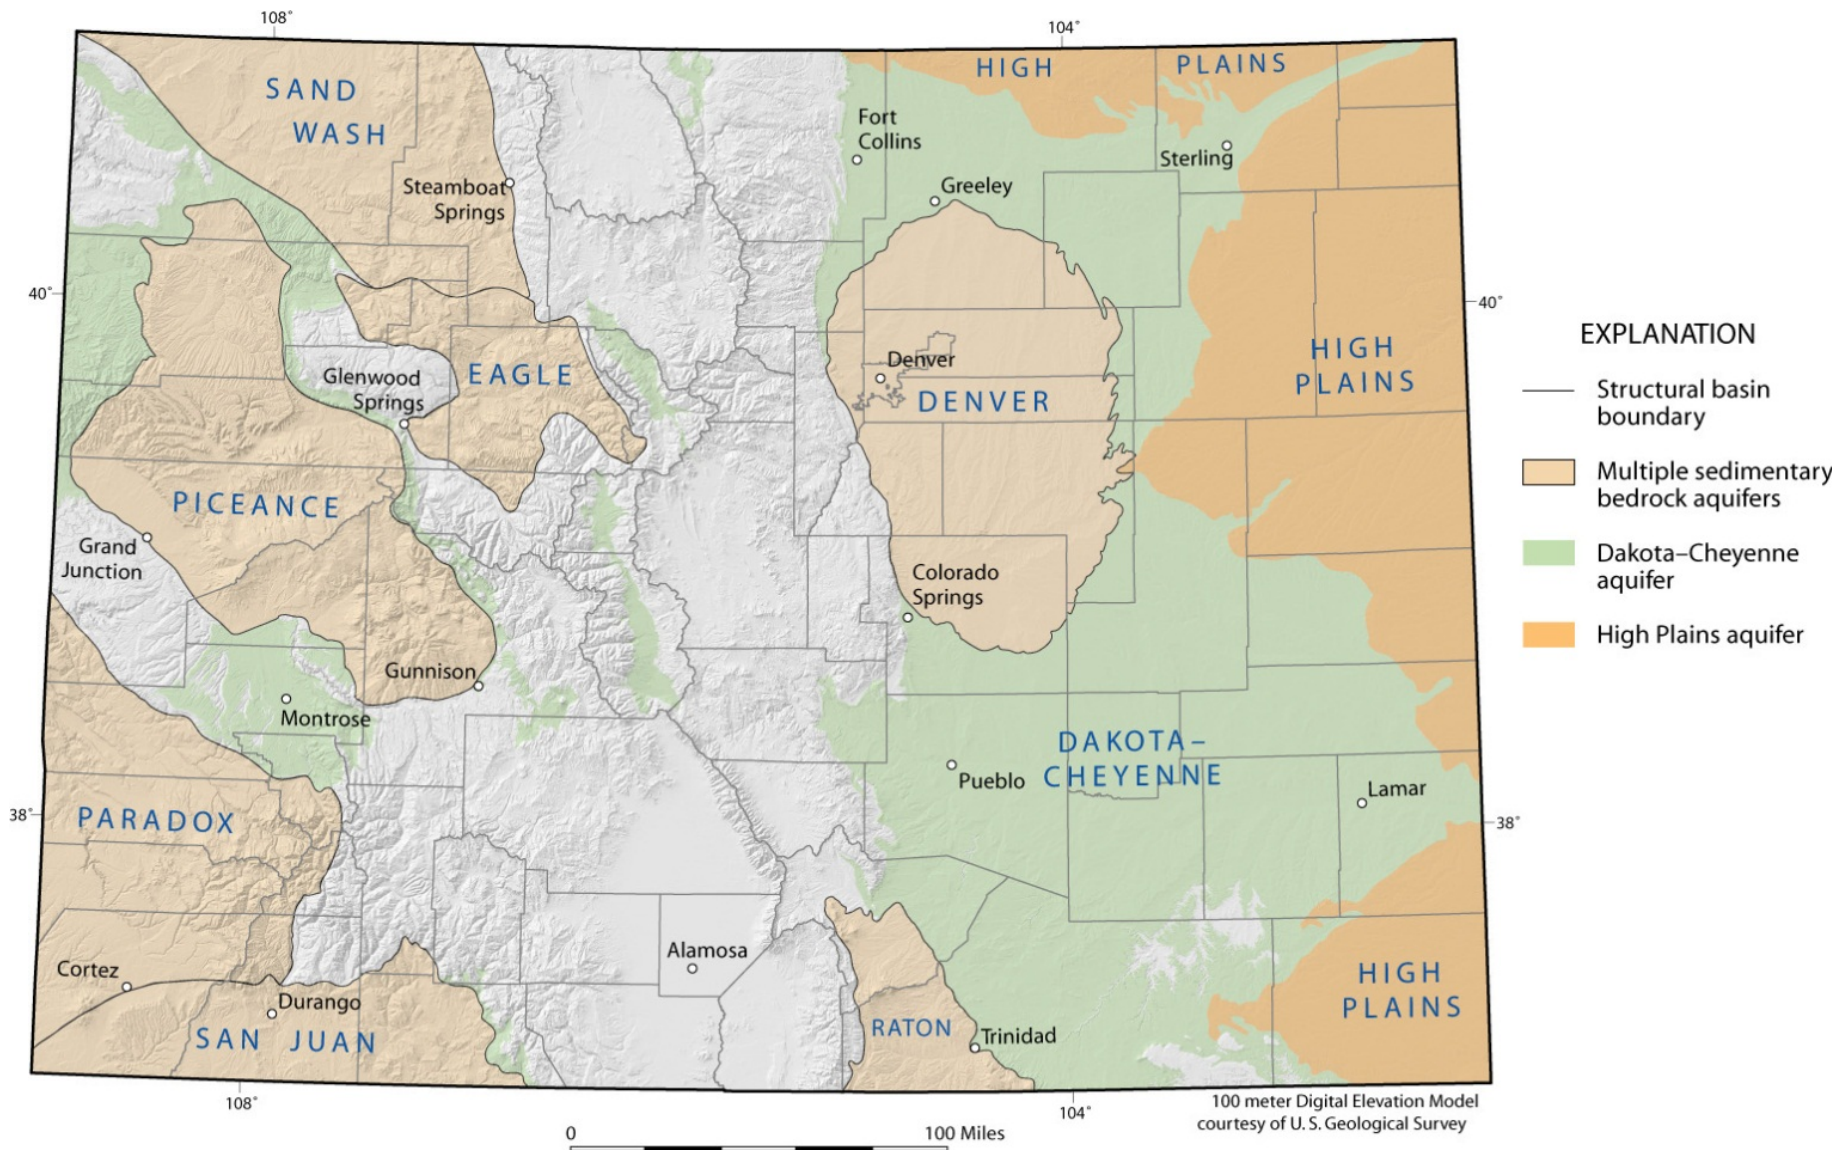 108°
104°
SAND
WASH
HIGH
PLAINS
Fort
Collins
Sterling
Steamboat
Springs
Greeley
40°
40°
EXPLANATION
Structural basin
boundary
Multiple sedimentary
bedrock aquifers
Dakota–Cheyenne
aquifer
High Plains aquifer
HIGH
PLAINS
Denver
DENVER
EAGLE
Glenwood
Springs
PICEANCE
Grand
Junction
Colorado
Springs
Gunnison
Montrose
DAKOTA–
CHEYENNE
Pueblo
Lamar
38°
38°
PARADOX
Alamosa
Cortez
Durango
SAN JUAN
RATON
Trinidad
HIGH
PLAINS
108°
104°
100 meter Digital Elevation Model
courtesy of U. S. Geological Survey
0
100 Miles